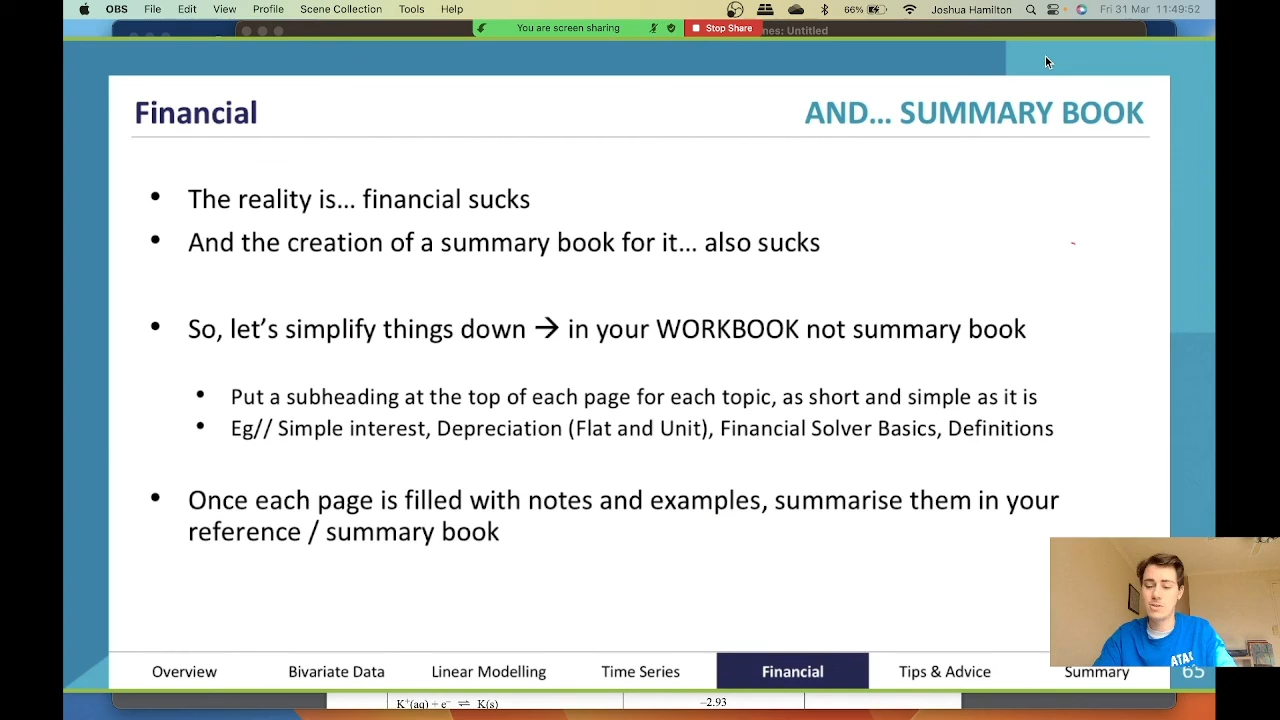 OBS File Edit View Profile Scene Collection Tools Help 66% Joshua Hamilton Fri 31 Mar 11:49:52
You are screen sharing Stop Share nes: Untitled
Financial AND... SUMMARY BOOK
• The reality is... financial sucks
• And the creation of a summary book for it... also sucks
• So, let's simplify things down → in your WORKBOOK not summary book
• Put a subheading at the top of each page for each topic, as short and simple as it is
• Eg// Simple interest, Depreciation (Flat and Unit), Financial Solver Basics, Definitions
• Once each page is filled with notes and examples, summarise them in your
reference / summary book
Overview Bivariate Data Linear Modelling Time Series Financial Tips & Advice Summary 65
K⁺(aq) + e⁻ ⇌ K(s) −2.93